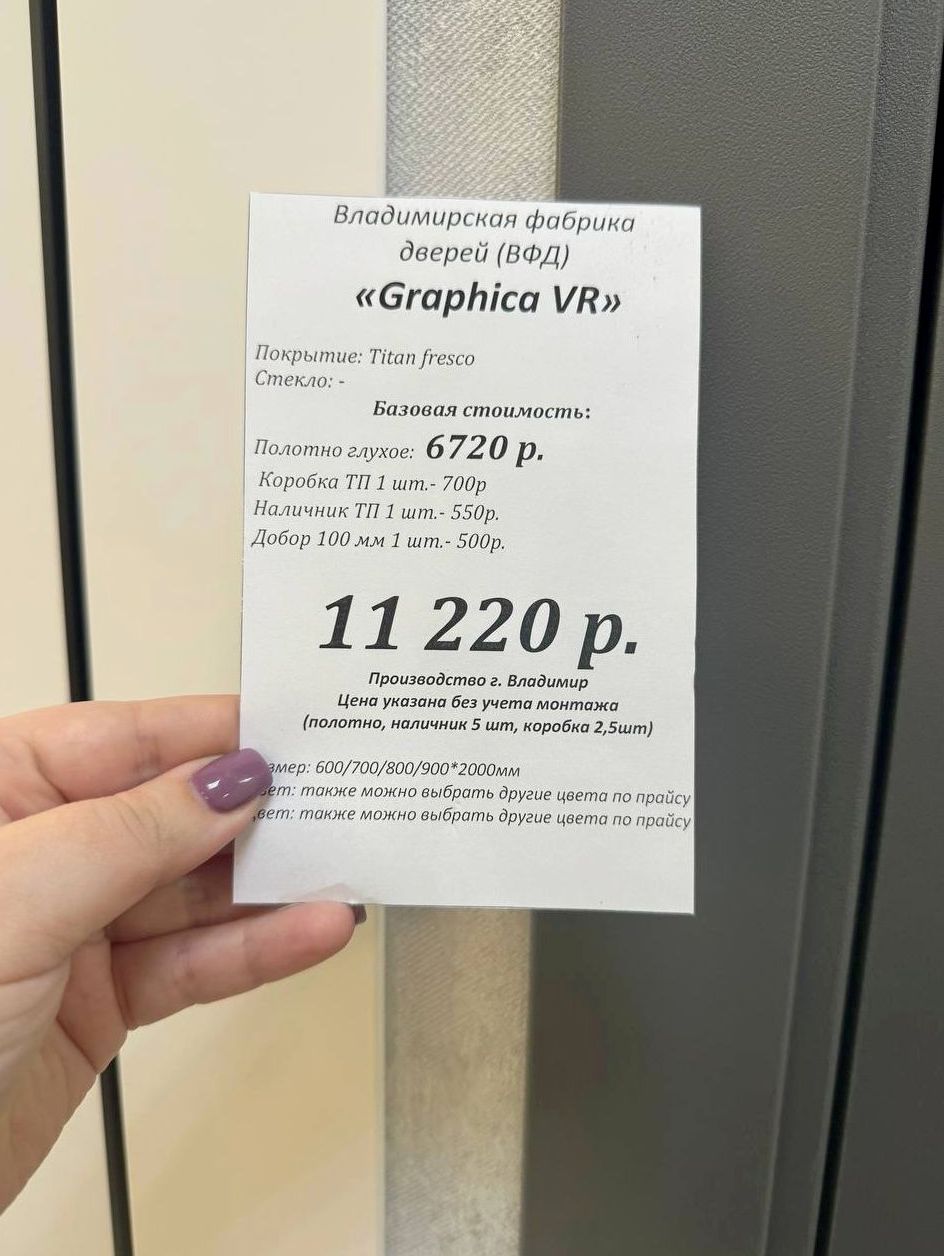 Владимирская фабрика
дверей (ВФД)
«Graphica VR»
Покрытие: Titan fresco
Стекло: -
Базовая стоимость:
Полотно глухое: 6720 р.
Коробка ТП 1 шт.- 700р
Наличник ТП 1 шт.- 550р.
Добор 100 мм 1 шт.- 500р.
11 220 р.
Производство г. Владимир
Цена указана без учета монтажа
(полотно, наличник 5 шт, коробка 2,5шт)
600/700/800/900*2000мм
также можно выбрать другие цвета по прайсу
также можно выбрать другие цвета по прайсу